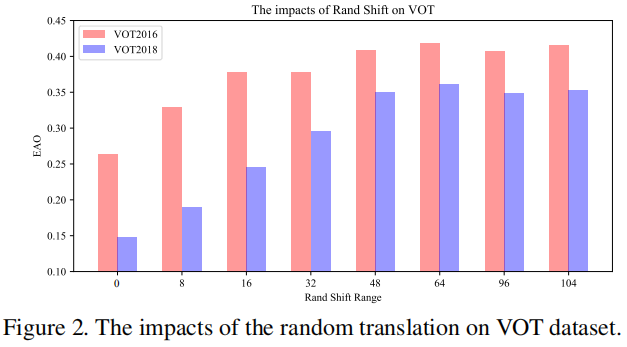 The impacts of Rand Shift on VOT
0.45
0.40
0.35
0.30
0.25
0.20
0.15
0.10
EAO
VOT2016
VOT2018
0 8 16 32 48 64 96 104
Rand Shift Range
Figure 2. The impacts of the random translation on VOT dataset.